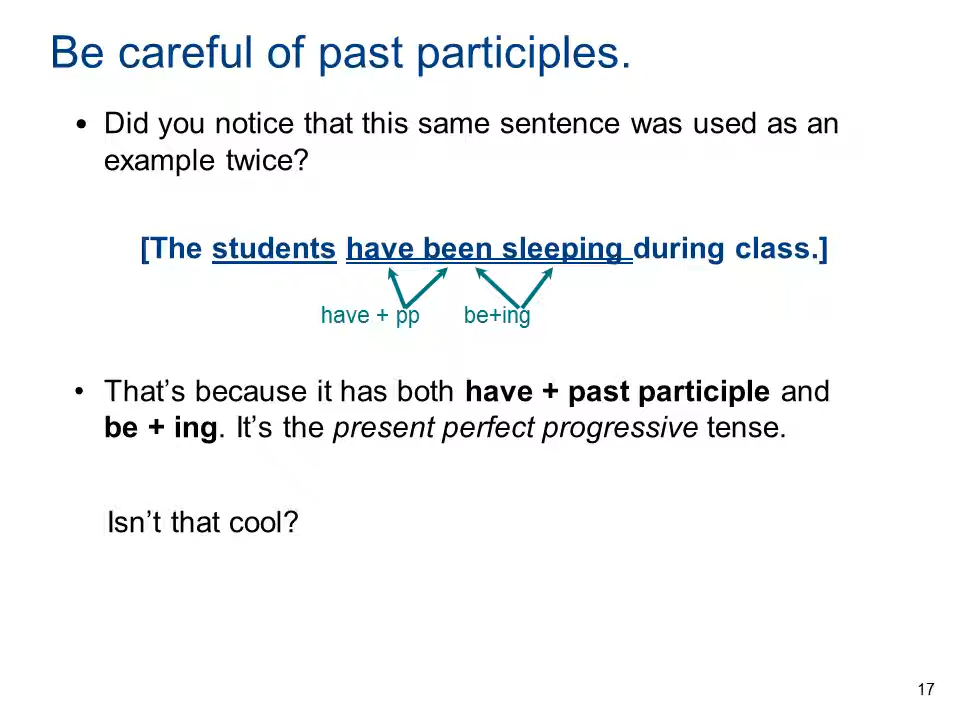 Be careful of past participles.
• Did you notice that this same sentence was used as an
example twice?
[The students have been sleeping during class.]
have + pp be+ing
• That’s because it has both have + past participle and
be + ing. It’s the present perfect progressive tense.
Isn’t that cool?
17